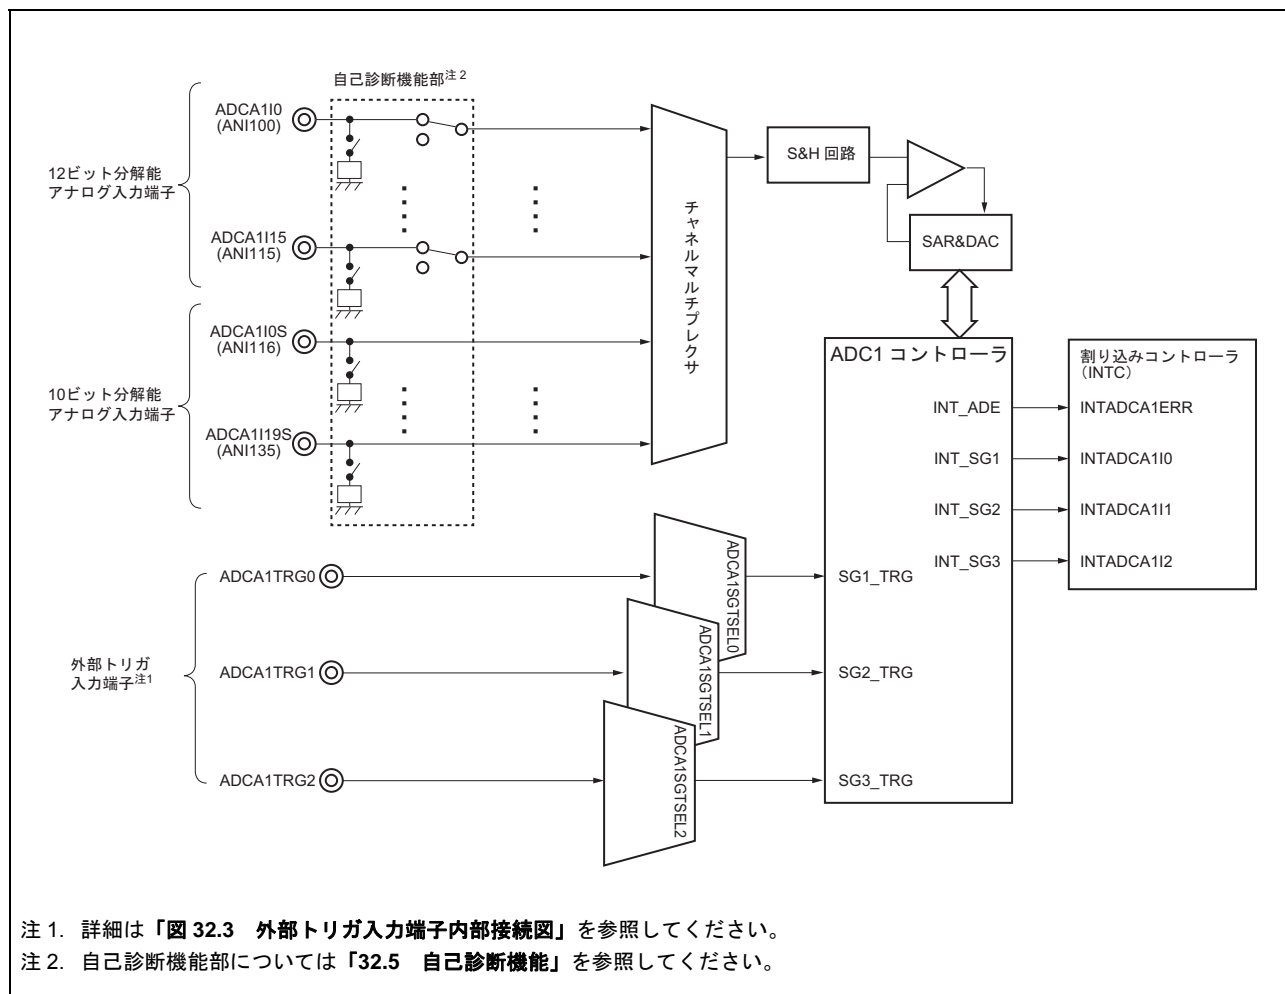 自己診断機能部注 2
12ビット分解能
アナログ入力端子
ADCA1I0
(ANI100)
ADCA1I15
(ANI115)
10ビット分解能
アナログ入力端子
ADCA1I0S
(ANI116)
ADCA1I19S
(ANI135)
チャネルマルチプレクサ
S&H 回路
SAR&DAC
ADC1 コントローラ
INT_ADE
INT_SG1
INT_SG2
INT_SG3
SG1_TRG
SG2_TRG
SG3_TRG
割り込みコントローラ
(INTC)
INTADCA1ERR
INTADCA1I0
INTADCA1I1
INTADCA1I2
外部トリガ
入力端子注1
ADCA1TRG0
ADCA1TRG1
ADCA1TRG2
ADCA1SGTSEL0
ADCA1SGTSEL1
ADCA1SGTSEL2
注 1. 詳細は「図 32.3 外部トリガ入力端子内部接続図」を参照してください。
注 2. 自己診断機能部については「32.5 自己診断機能」を参照してください。